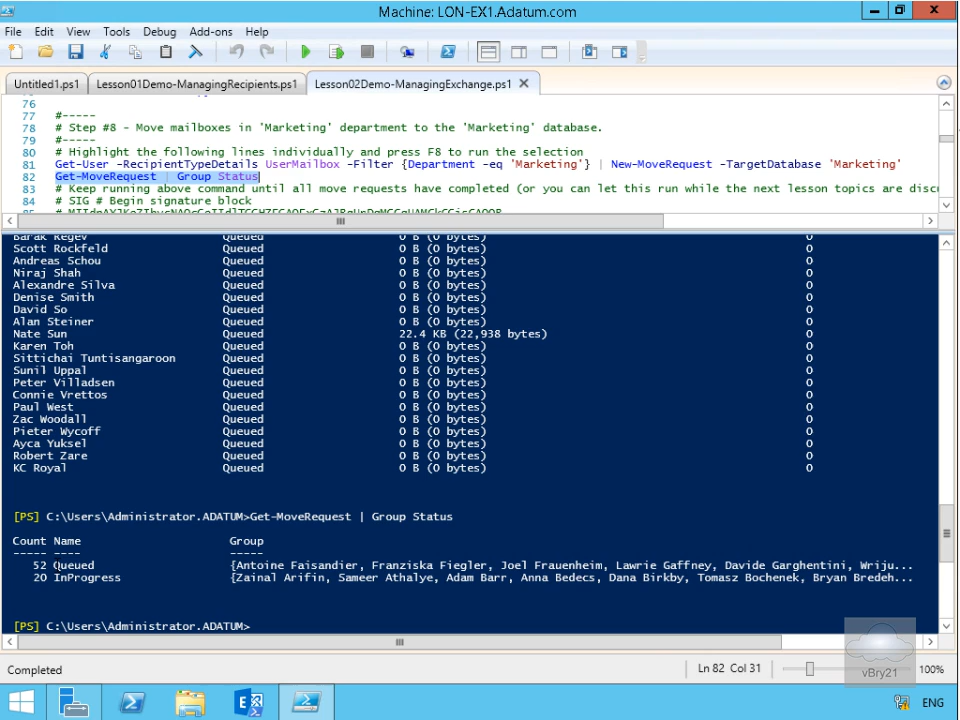 Machine: LON-EX1.Adatum.com
File Edit View Tools Debug Add-ons Help
Untitled1.ps1 Lesson01Demo-ManagingRecipients.ps1 Lesson02Demo-ManagingExchange.ps1
76
77 #-----
78 # Step #8 - Move mailboxes in 'Marketing' department to the 'Marketing' database.
79 #-----
80 # Highlight the following lines individually and press F8 to run the selection
81 Get-User -RecipientTypeDetails UserMailbox -Filter {Department -eq 'Marketing'} | New-MoveRequest -TargetDatabase 'Marketing'
82 Get-MoveRequest | Group Status
83 # Keep running above command until all move requests have completed (or you can let this run while the next lesson topics are disc
84 # SIG # Begin signature block
Barak Regev Queued 0 B (0 bytes) 0
Scott Rockfeld Queued 0 B (0 bytes) 0
Andreas Schou Queued 0 B (0 bytes) 0
Niraj Shah Queued 0 B (0 bytes) 0
Alexandre Silva Queued 0 B (0 bytes) 0
Denise Smith Queued 0 B (0 bytes) 0
David So Queued 0 B (0 bytes) 0
Alan Steiner Queued 0 B (0 bytes) 0
Nate Sun Queued 22.4 KB (22,938 bytes) 0
Karen Toh Queued 0 B (0 bytes) 0
Sittichai Tuntisangaroon Queued 0 B (0 bytes) 0
Sunil Uppal Queued 0 B (0 bytes) 0
Peter Villadsen Queued 0 B (0 bytes) 0
Connie Vrettos Queued 0 B (0 bytes) 0
Paul West Queued 0 B (0 bytes) 0
Zac Woodall Queued 0 B (0 bytes) 0
Pieter Wycoff Queued 0 B (0 bytes) 0
Ayca Yuksel Queued 0 B (0 bytes) 0
Robert Zare Queued 0 B (0 bytes) 0
KC Royal Queued 0 B (0 bytes) 0
[PS] C:\Users\Administrator.ADATUM>Get-MoveRequest | Group Status
Count Name Group
----- ---- -----
52 Queued {Antoine Faisandier, Franziska Fiegler, Joel Frauenheim, Lawrie Gaffney, Davide Garghentini, Wriju...
20 InProgress {Zainal Arifin, Sameer Athalye, Adam Barr, Anna Bedecs, Dana Birkby, Tomasz Bochenek, Bryan Bredeh...
[PS] C:\Users\Administrator.ADATUM>
Completed Ln 82 Col 31 100%
vBry21
ENG